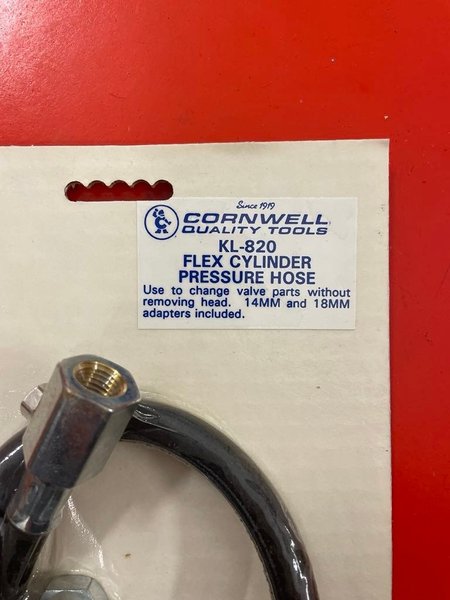 Since 1919
CORNWELL
QUALITY TOOLS
KL-820
FLEX CYLINDER
PRESSURE HOSE
Use to change valve parts without
removing head. 14MM and 18MM
adapters included.